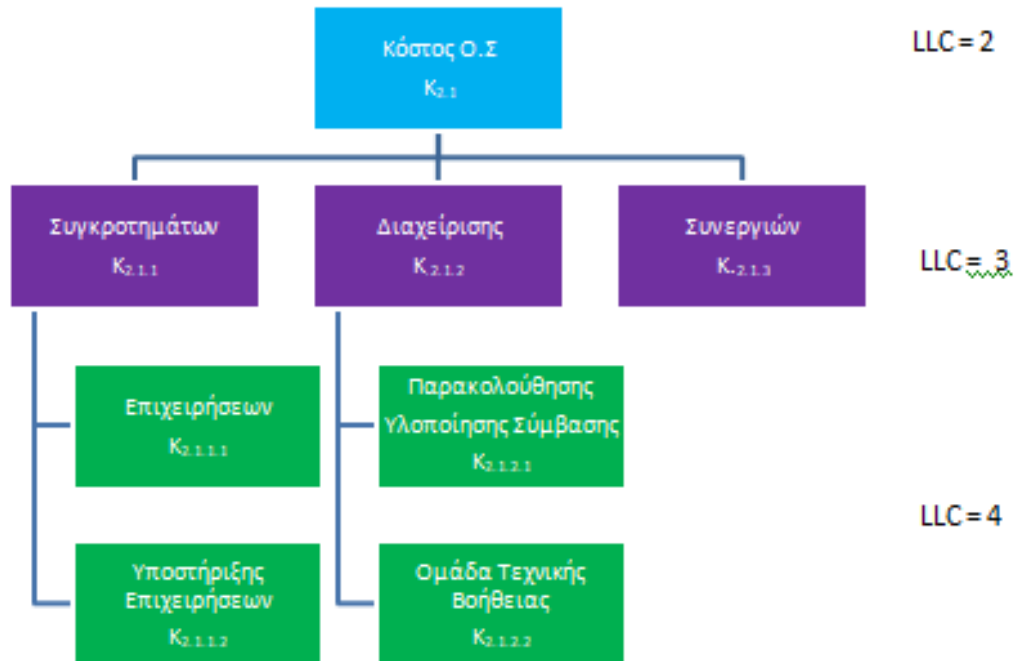 Κόστος Ο.Σ
Κ2.1
LLC = 2
Συγκροτημάτων
Κ2.1.1
Διαχείρισης
Κ.2.1.2
Συνεργιών
Κ.2.1.3
LLC = 3
Επιχειρήσεων
Κ2.1.1.1
Παρακολούθησης
Υλοποίησης Σύμβασης
Κ2.1.2.1
LLC = 4
Υποστήριξης
Επιχειρήσεων
Κ2.1.1.2
Ομάδα Τεχνικής
Βοήθειας
Κ2.1.2.2